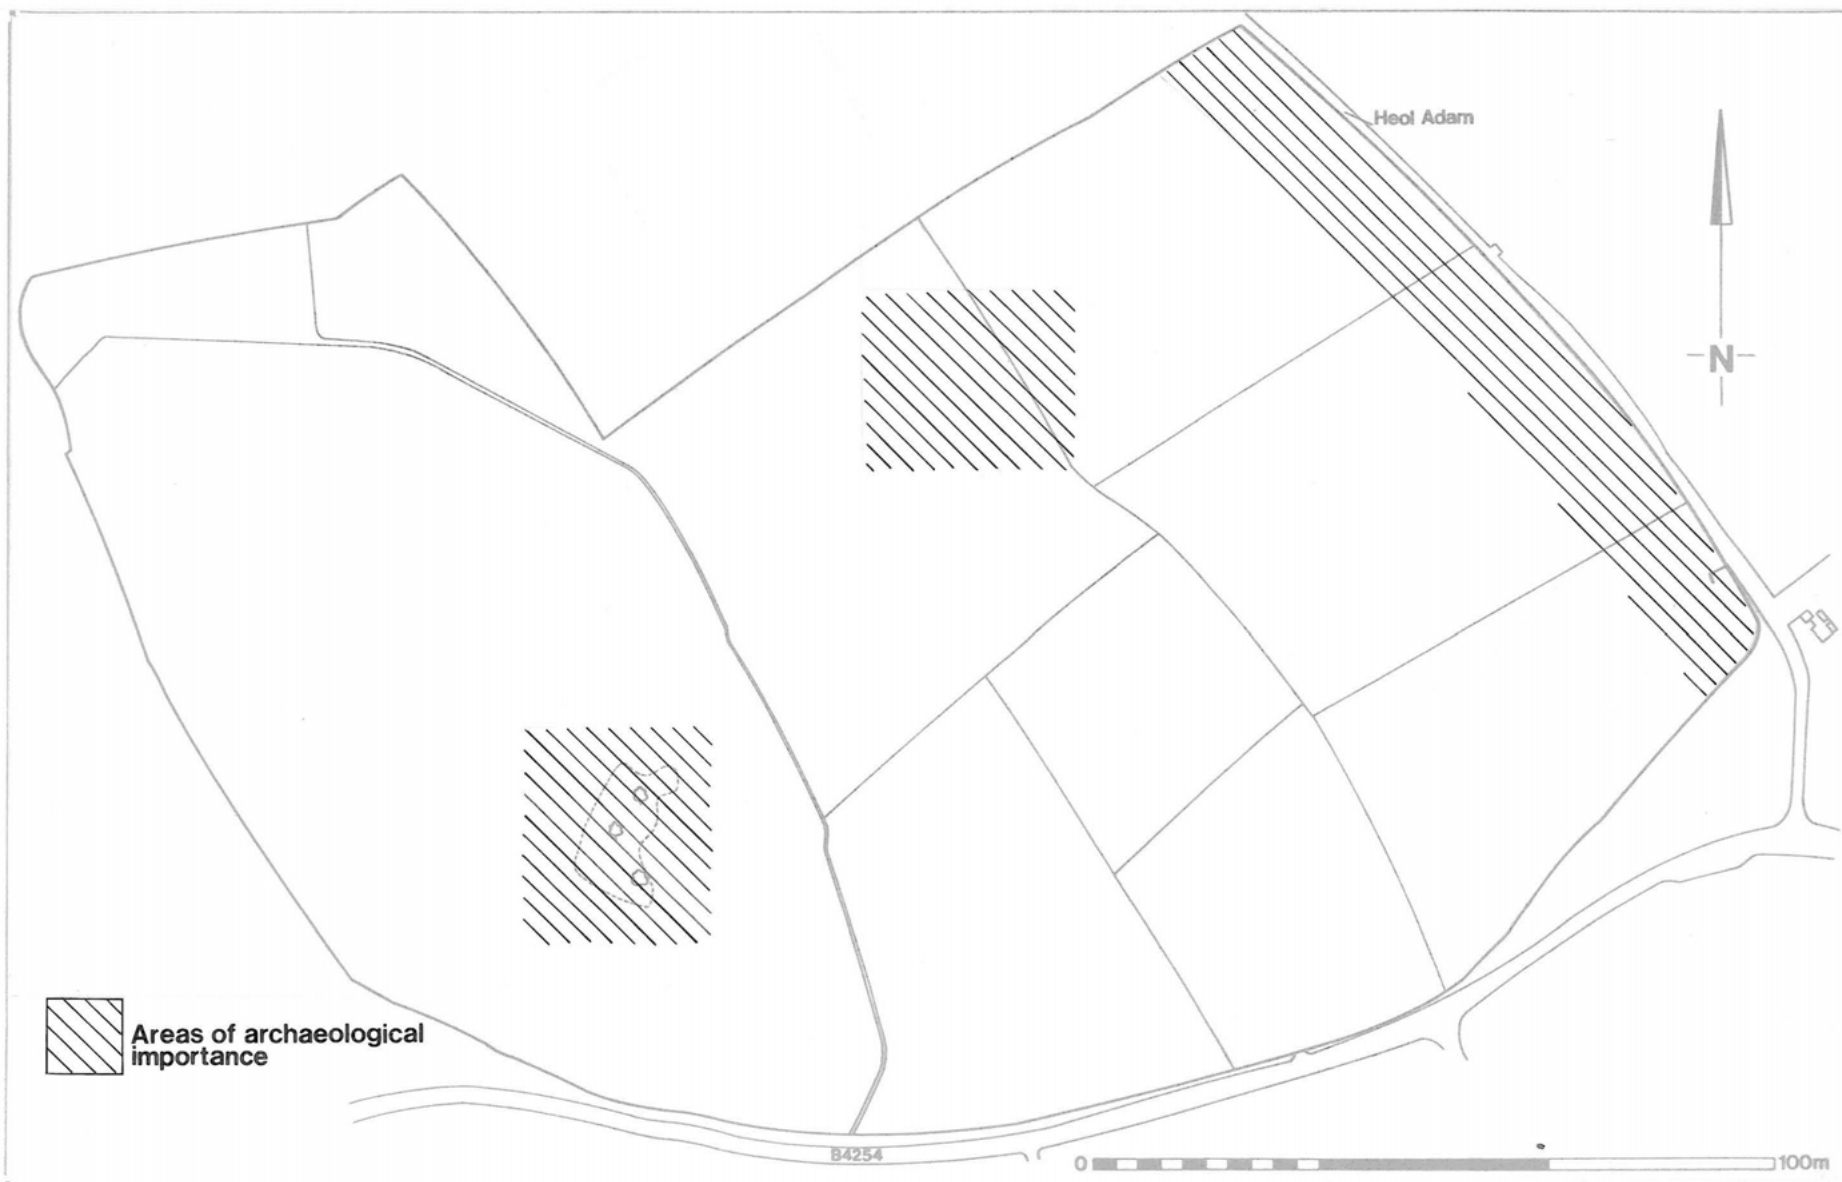 Heol Adam
N
Areas of archaeological
importance
B4254
0
100m